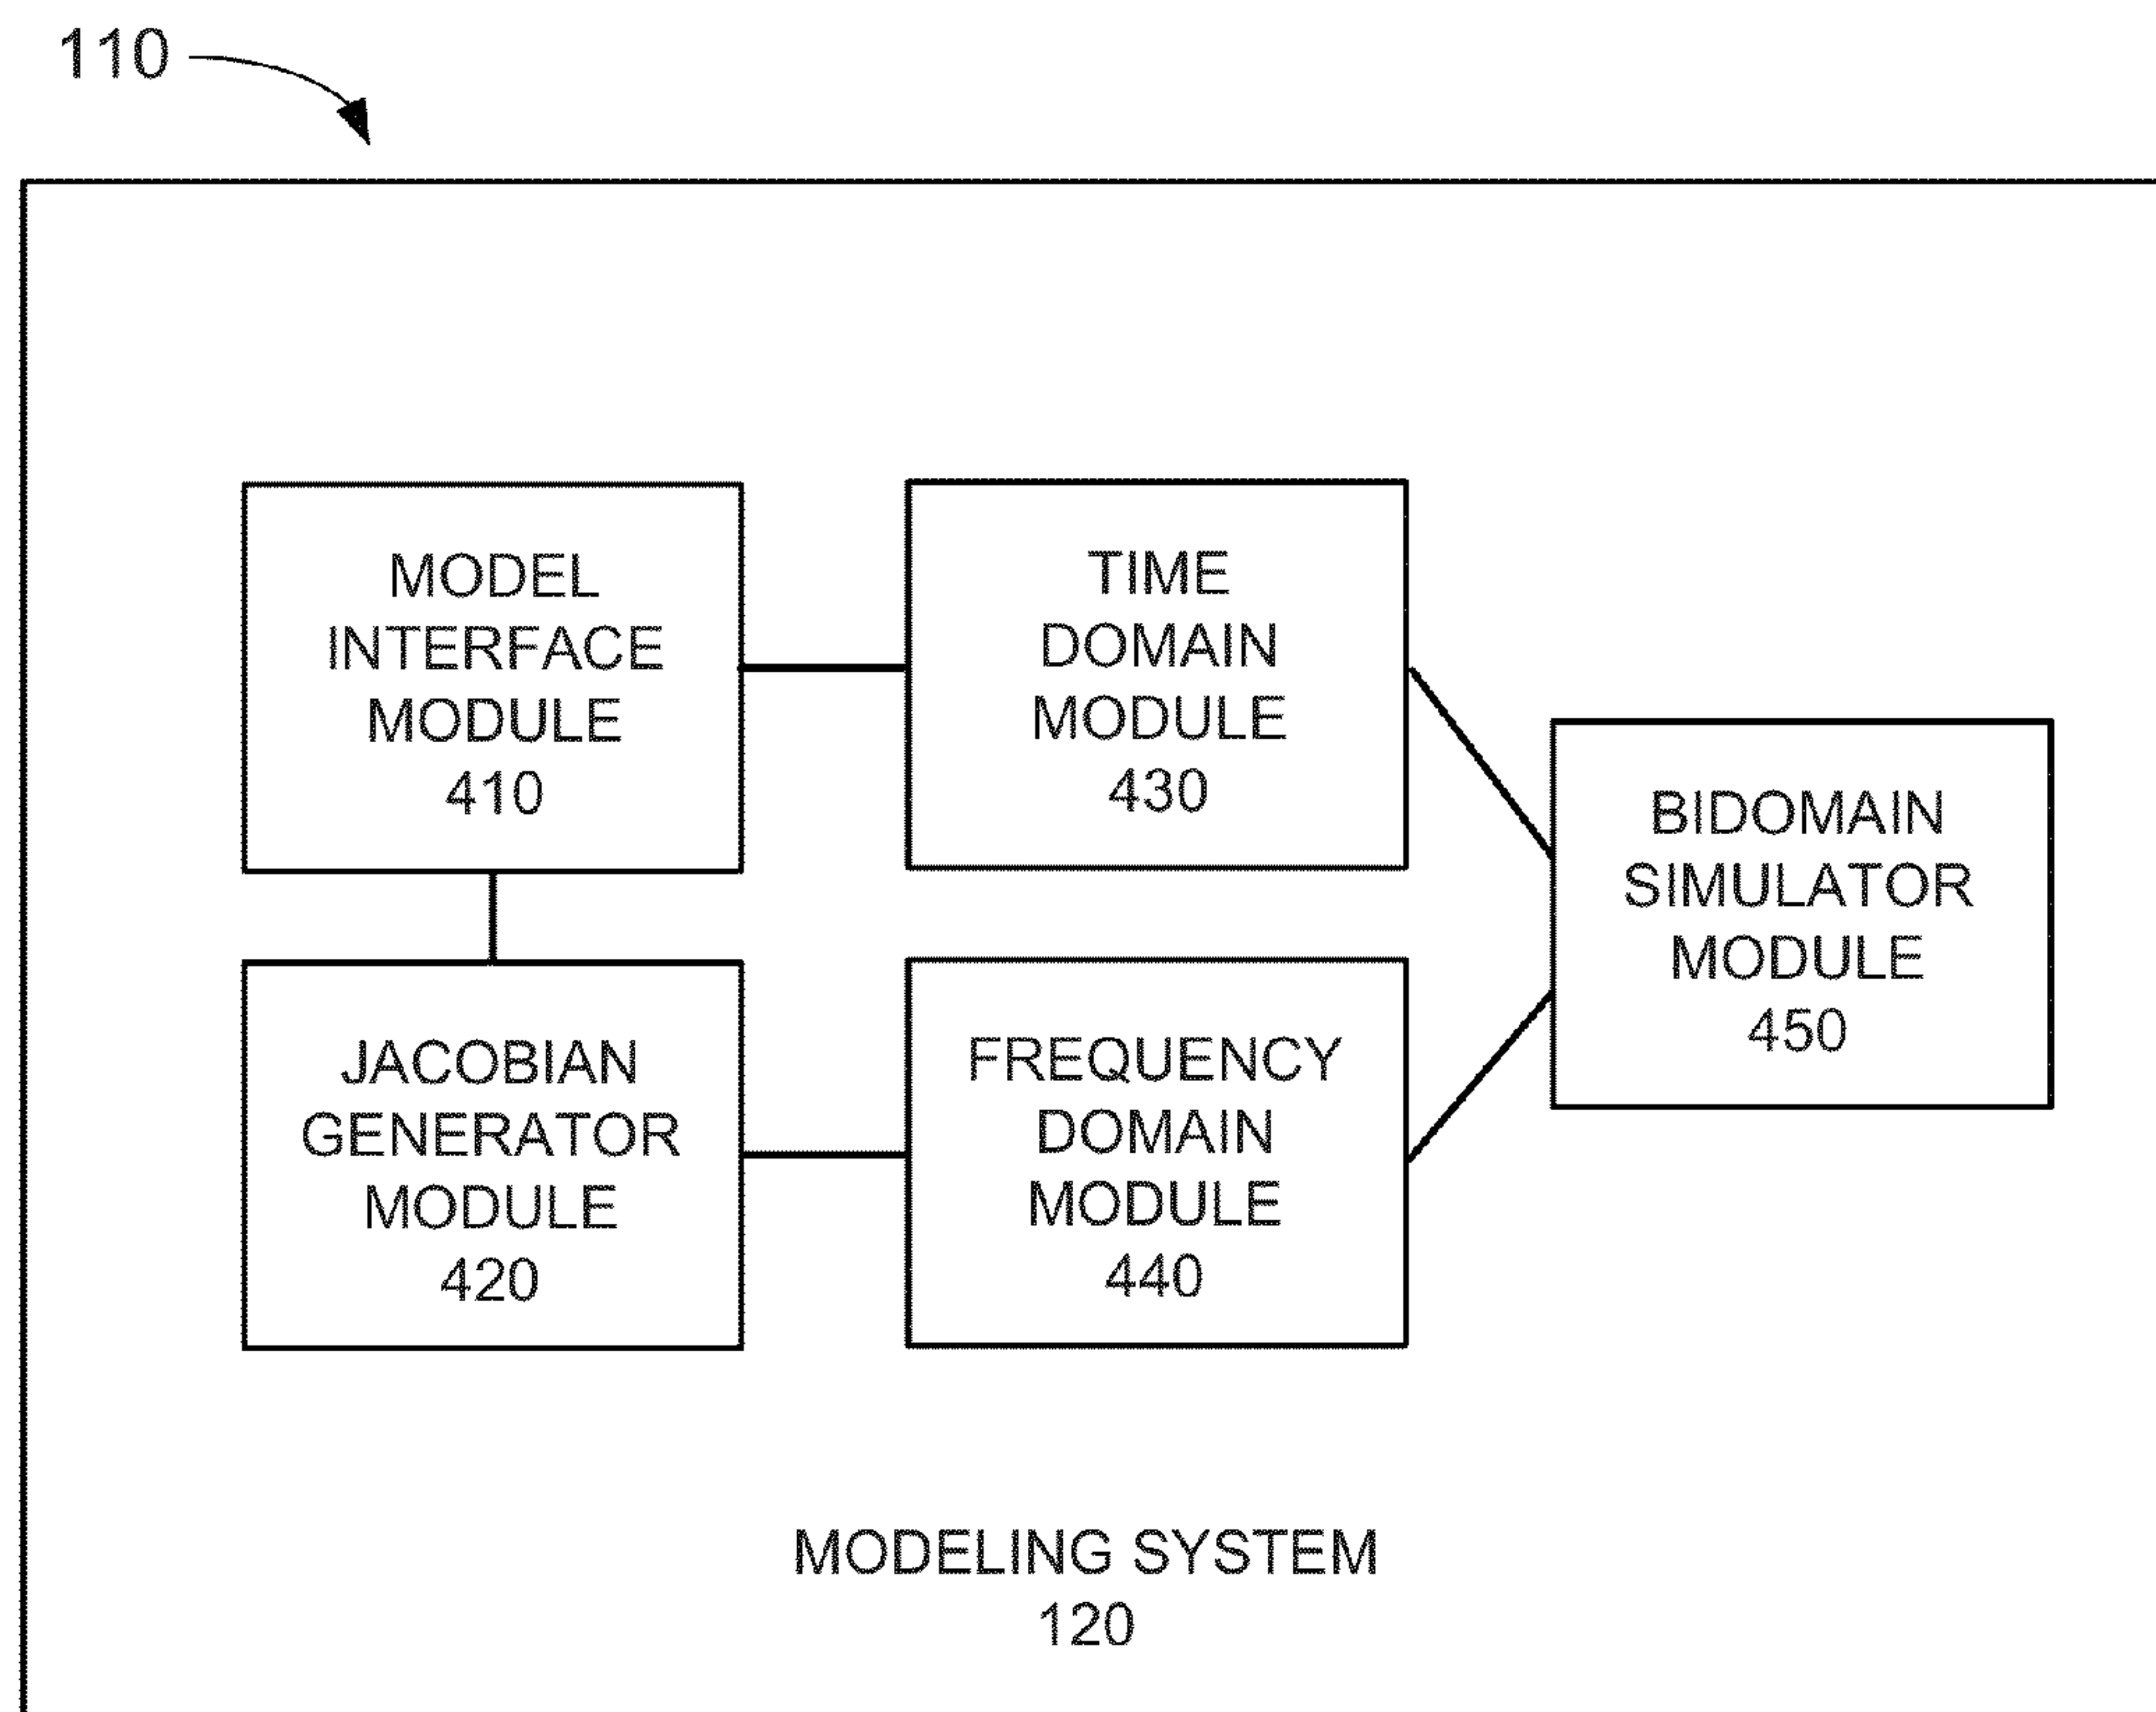 110
MODEL
INTERFACE
MODULE
410
TIME
DOMAIN
MODULE
430
BIDOMAIN
SIMULATOR
MODULE
450
JACOBIAN
GENERATOR
MODULE
420
FREQUENCY
DOMAIN
MODULE
440
MODELING SYSTEM
120